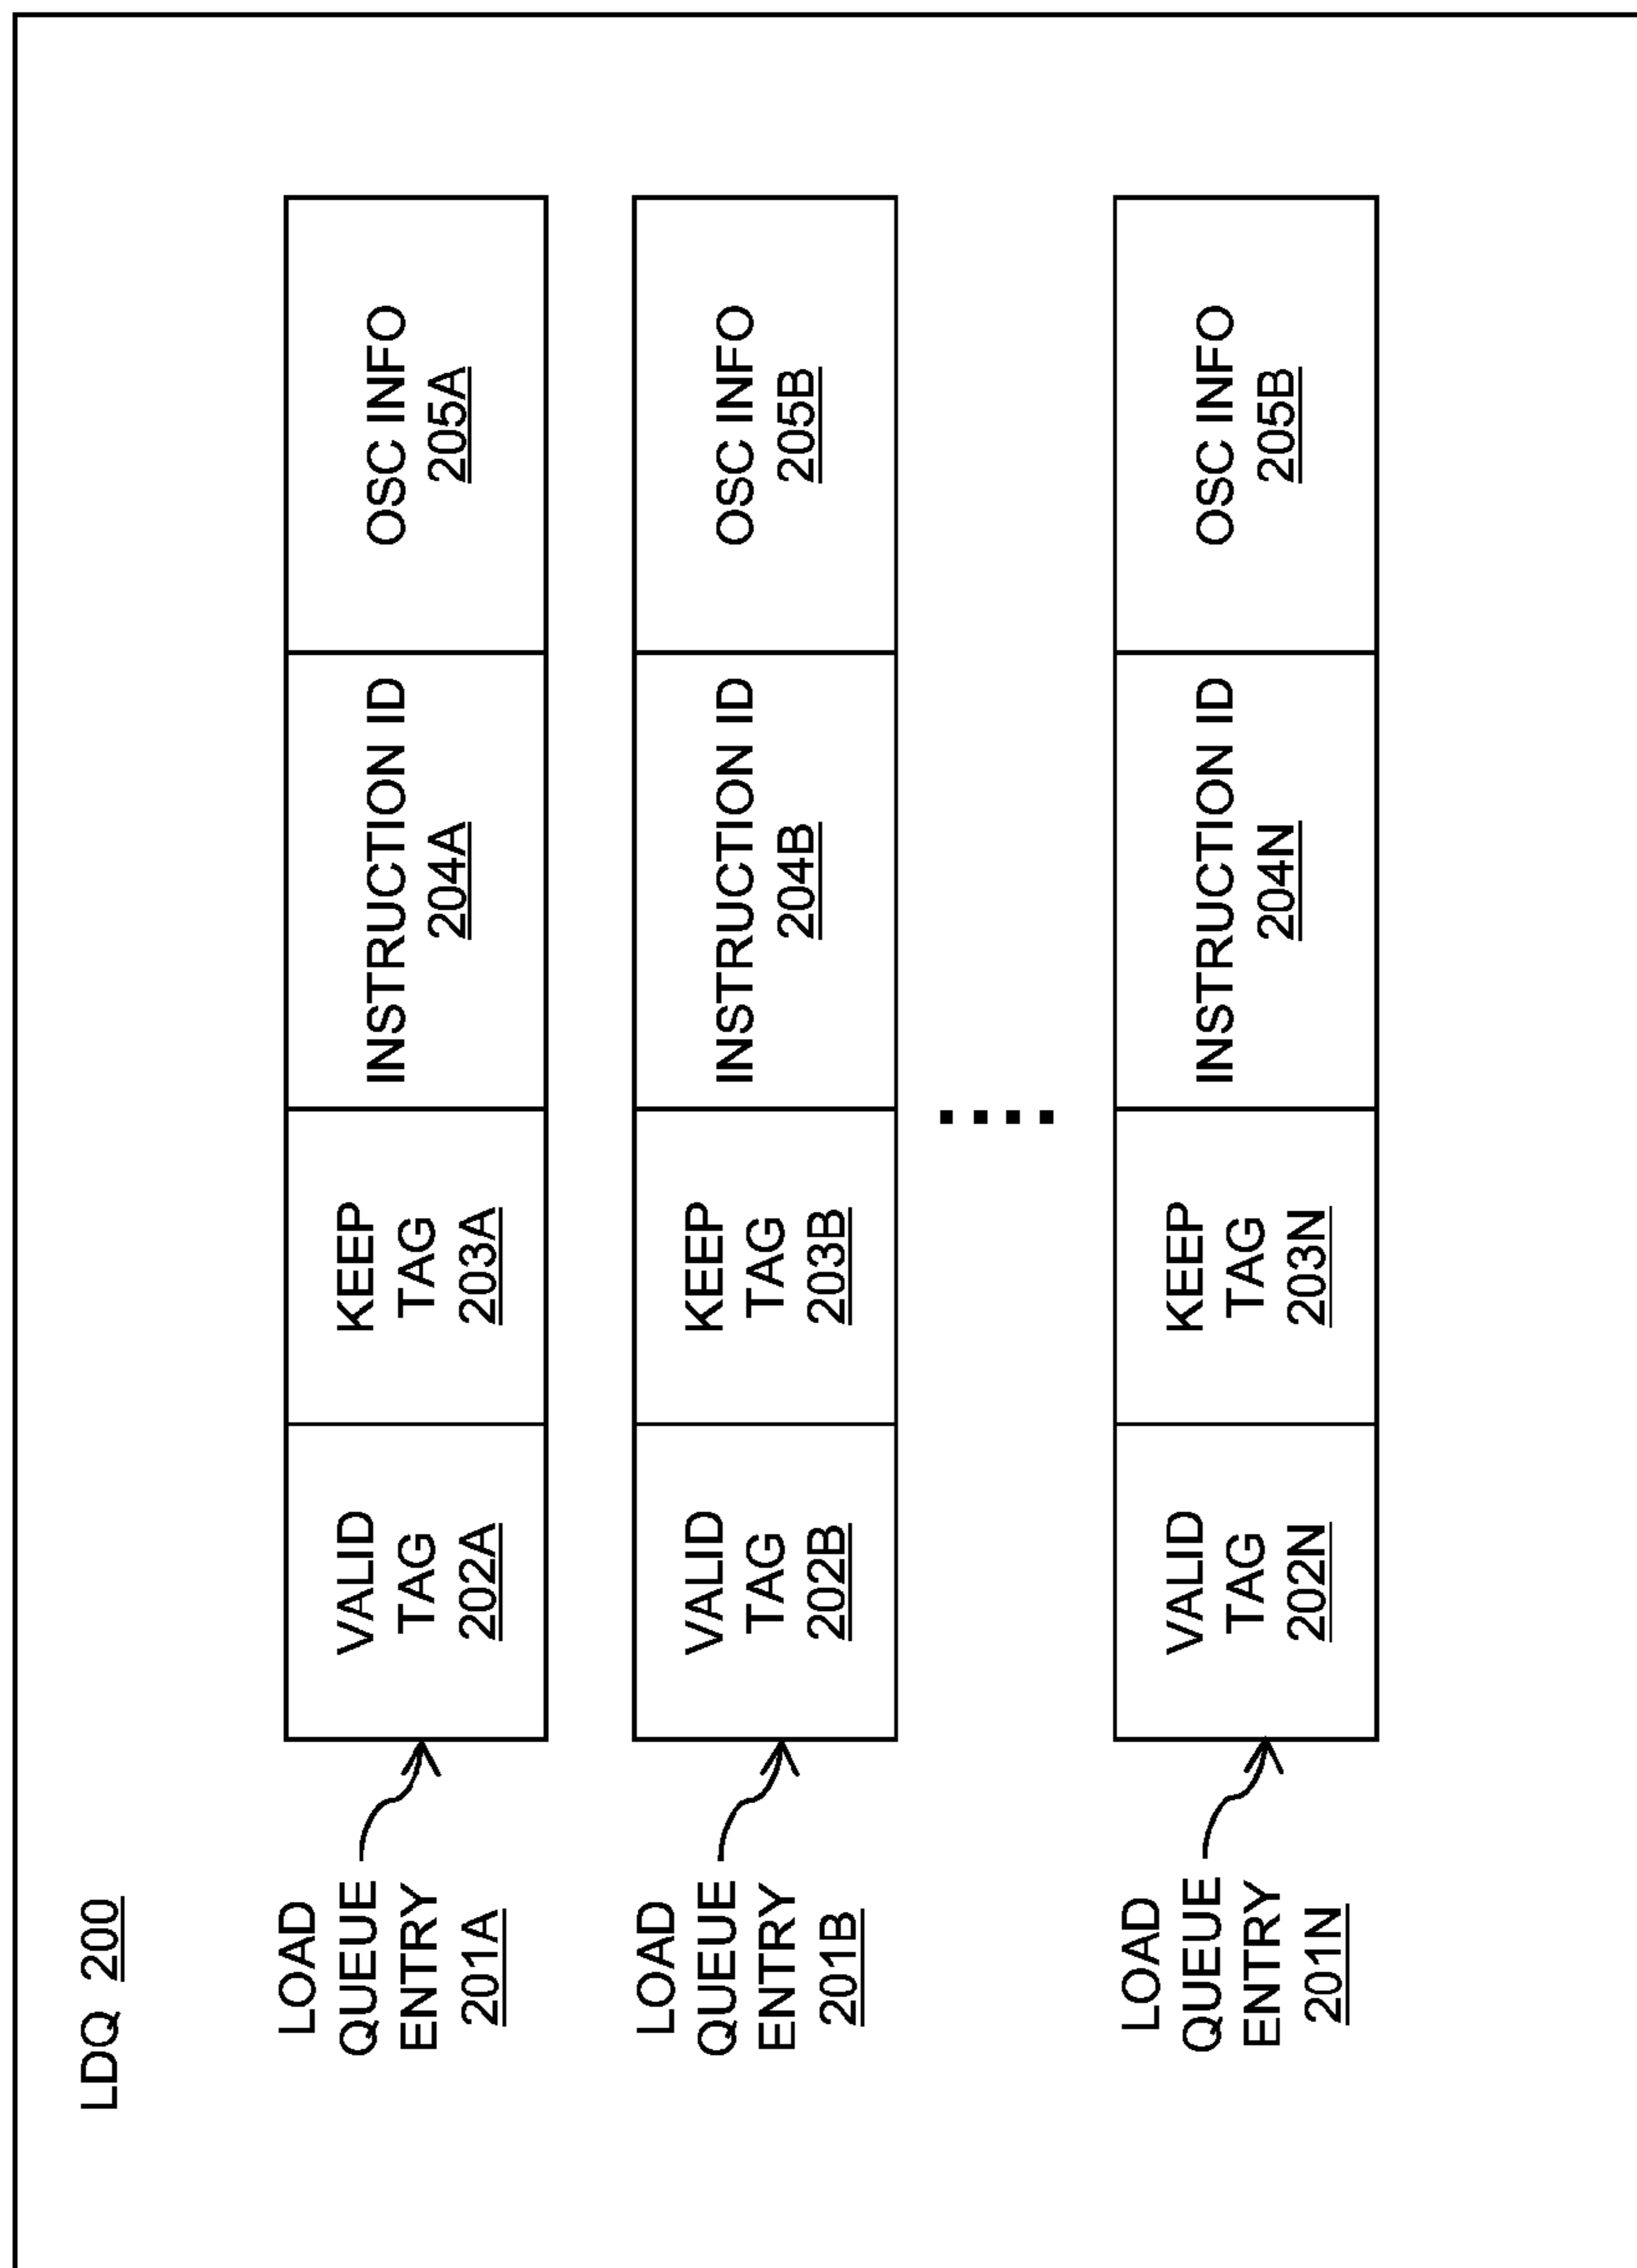 LDQ 200
LOAD
QUEUE
ENTRY
201A
VALID
TAG
202A
KEEP
TAG
203A
INSTRUCTION ID
204A
OSC INFO
205A
LOAD
QUEUE
ENTRY
201B
VALID
TAG
202B
KEEP
TAG
203B
INSTRUCTION ID
204B
OSC INFO
205B
LOAD
QUEUE
ENTRY
201N
VALID
TAG
202N
KEEP
TAG
203N
INSTRUCTION ID
204N
OSC INFO
205B